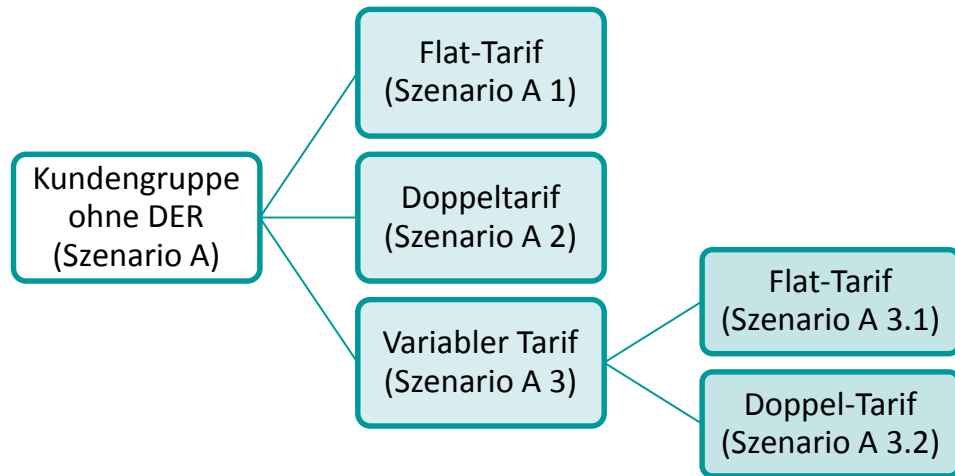 Flat-Tarif
(Szenario A 1)
Kundengruppe
ohne DER
(Szenario A)
Doppeltarif
(Szenario A 2)
Variabler Tarif
(Szenario A 3)
Flat-Tarif
(Szenario A 3.1)
Doppel-Tarif
(Szenario A 3.2)